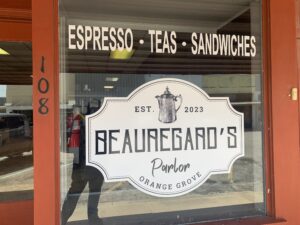 ESPRESSO • TEAS • SANDWICHES
108
EST. 2023
BEAUREGARD'S
Parlor
ORANGE GROVE